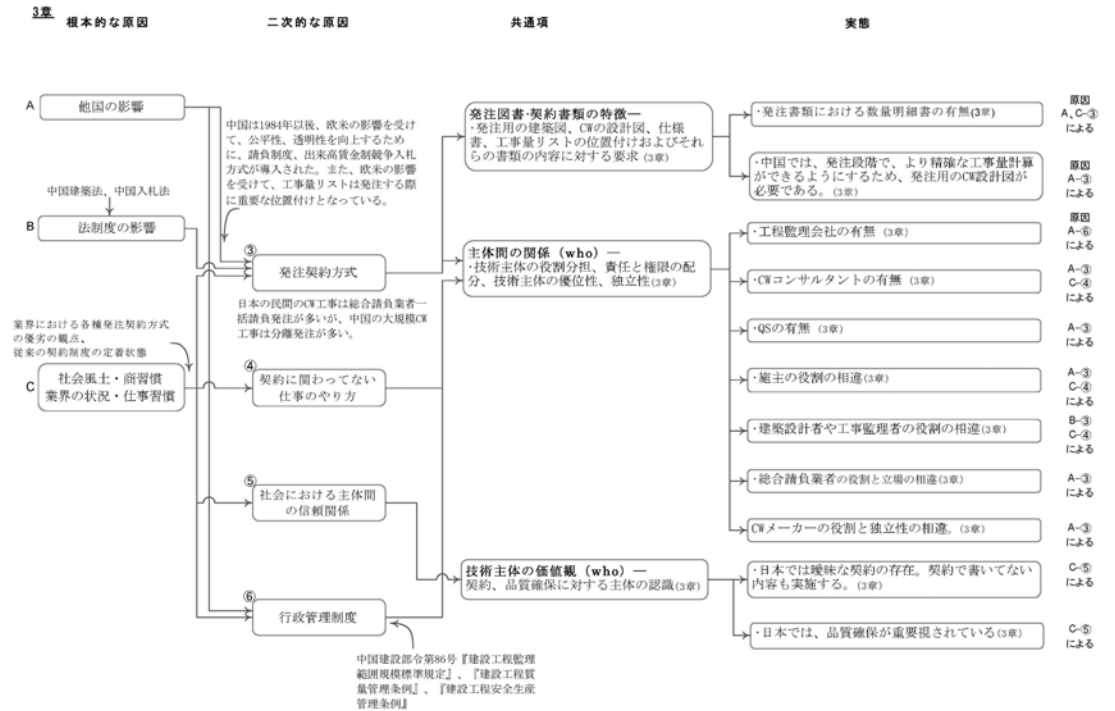 3章
根本的な原因
二次的な原因
共通項
実態
A
他国の影響
中国は1984年以後、欧米の影響を受け
て、公平性、透明性を向上するため
に、請負制度、出来高賃金制競争入札
方式が導入された。また、欧米の影響
を受けて、工事量リストは発注する際
に重要な位置付けとなっている。
中国建築法、中国入札法
B
法制度の影響
③
発注契約方式
日本の民間のCW工事は総合請負業者一
括請負発注が多いが、中国の大規模CW
工事は分離発注が多い。
業界における各種発注契約方式
の優劣の観点、
従来の契約制度の定着状態
C
社会風土・商習慣
業界の状況・仕事習慣
④
契約に関わってない
仕事のやり方
⑤
社会における主体間
の信頼関係
⑥
行政管理制度
中国建設部令第86号『建設工程監理
範囲規模標準規定』、『建設工程質
量管理条例』、『建設工程安全生産
管理条例』
発注図書・契約書類の特徴―
・発注用の建築図、CWの設計図、仕様
書、工事量リストの位置付けおよびそれ
らの書類の内容に対する要求（3章）
主体間の関係（who）―
・技術主体の役割分担、責任と権限の配
分、技術主体の優位性、独立性(3章)
技術主体の価値観（who）―
契約、品質確保に対する主体の認識(3章)
・発注書類における数量明細書の有無(3章)
原因
A、C-③
による
・中国では、発注段階で、より精確な工事量計算
ができるようにするため、発注用のCW設計図が
必要である。(3章)
原因
A-③
による
・工程監理会社の有無 (3章)
原因
A-⑥
による
・CWコンサルタントの有無 (3章)
A-③
C-④
による
・QSの有無 (3章)
A-③
による
・施主の役割の相違(3章)
A-③
C-④
による
・建築設計者や工事監理者の役割の相違(3章)
B-③
C-④
による
・総合請負業者の役割と立場の相違(3章)
A-③
による
CWメーカーの役割と独立性の相違。(3章)
A-③
による
・日本では曖昧な契約の存在。契約で書いてない
内容も実施する。(3章)
C-⑤
による
・日本では、品質確保が重要視されている(3章)
C-⑤
による